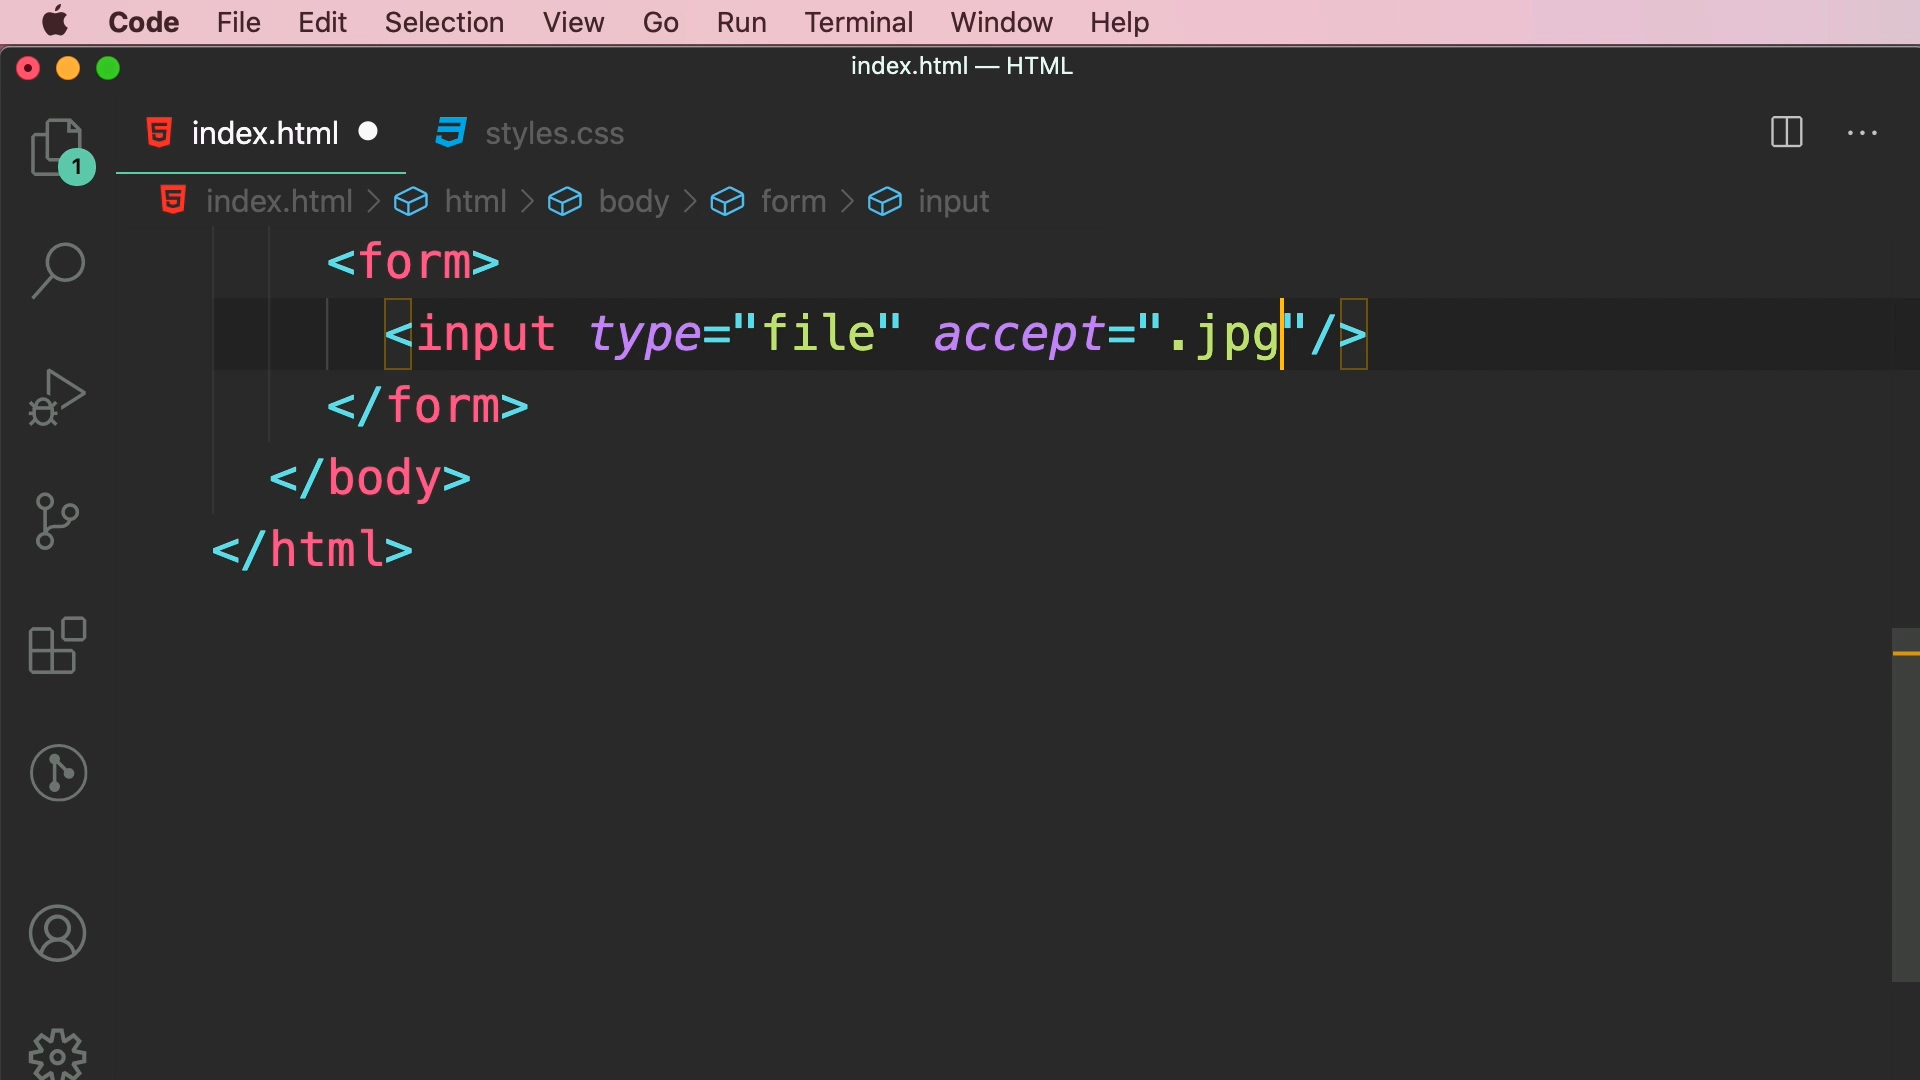 Code File Edit Selection View Go Run Terminal Window Help
index.html — HTML
index.html styles.css
1
index.html > html > body > form > input
<form>
<input type="file" accept=".jpg"/>
</form>
</body>
</html>